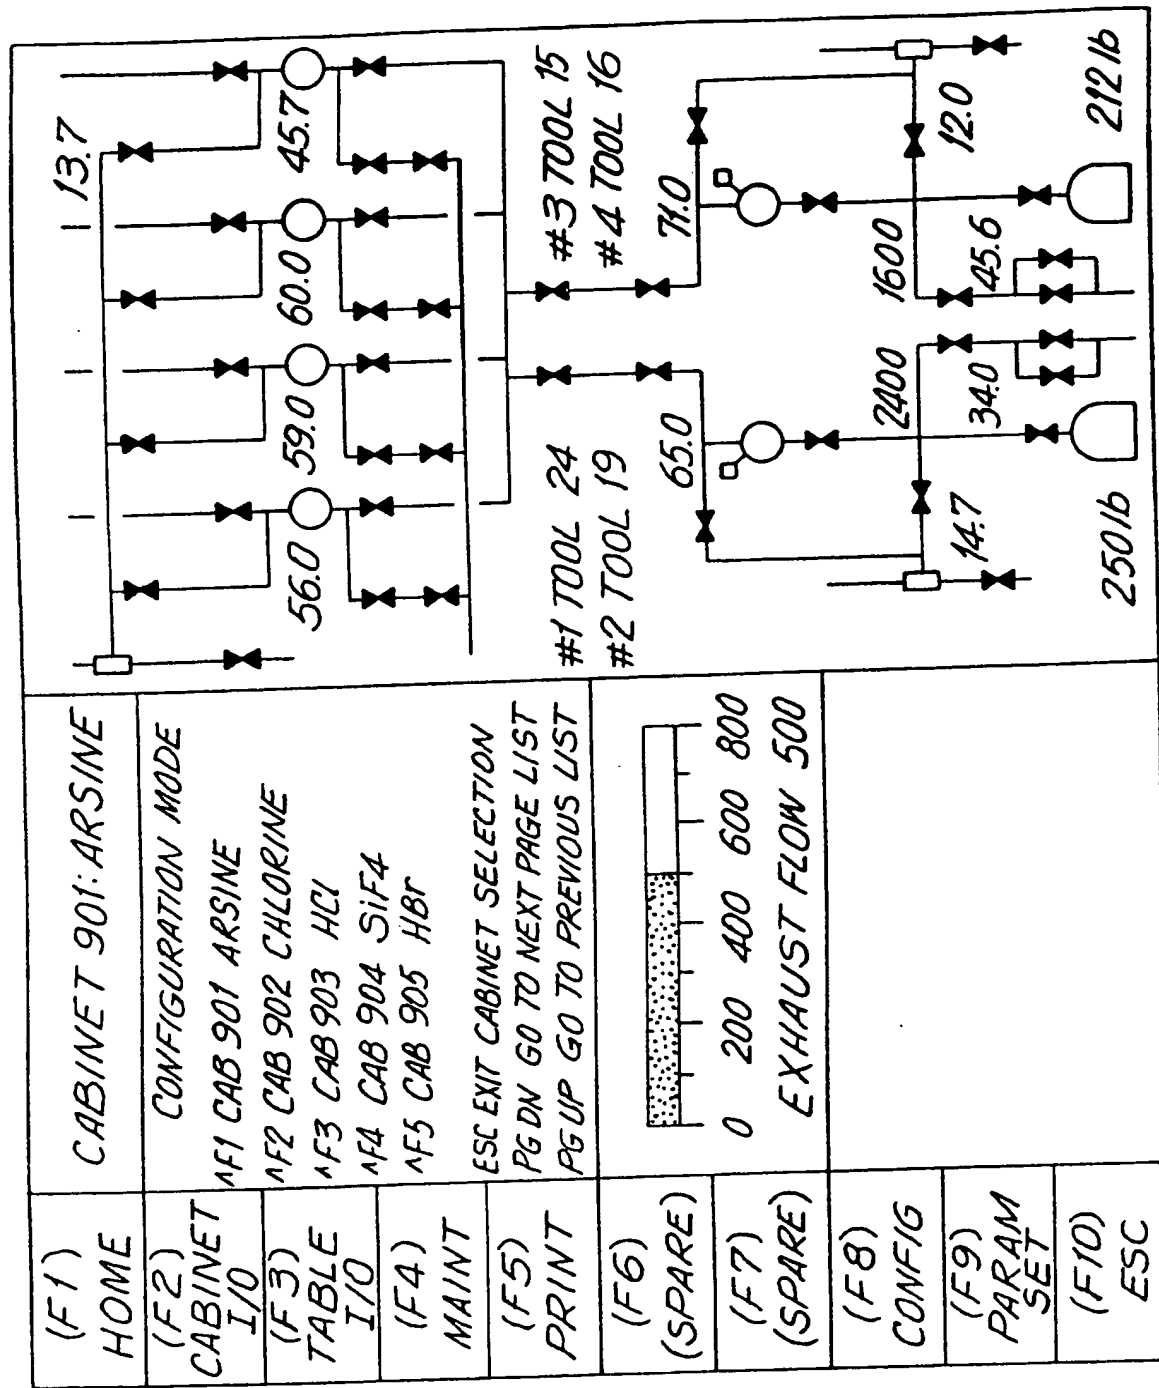 (F1)
HOME
(F2)
CABINET
I/O
(F3)
TABLE
I/O
(F4)
MAINT
(F5)
PRINT
(F6)
(SPARE)
(F7)
(SPARE)
(F8)
CONFIG
(F9)
PARAM
SET
(F10)
ESC
CABINET 901: ARSINE
CONFIGURATION MODE
^F1 CAB 901 ARSINE
^F2 CAB 902 CHLORINE
^F3 CAB 903 HCl
^F4 CAB 904 SiF4
^F5 CAB 905 HBr
ESC EXIT CABINET SELECTION
PG DN GO TO NEXT PAGE LIST
PG UP GO TO PREVIOUS LIST
0 200 400 600 800
EXHAUST FLOW 500
13.7
56.0 59.0 60.0 45.7
#1 TOOL 24
#2 TOOL 19
#3 TOOL 15
#4 TOOL 16
65.0 71.0
2400 1600
14.7 34.0 45.6 12.0
250 lb 212 lb